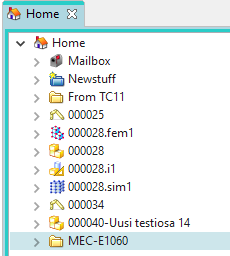 Home
Home
Mailbox
Newstuff
From TC11
000025
000028.fem1
000028
000028.i1
000028.sim1
000034
000040-Uusi testiosa 14
MEC-E1060